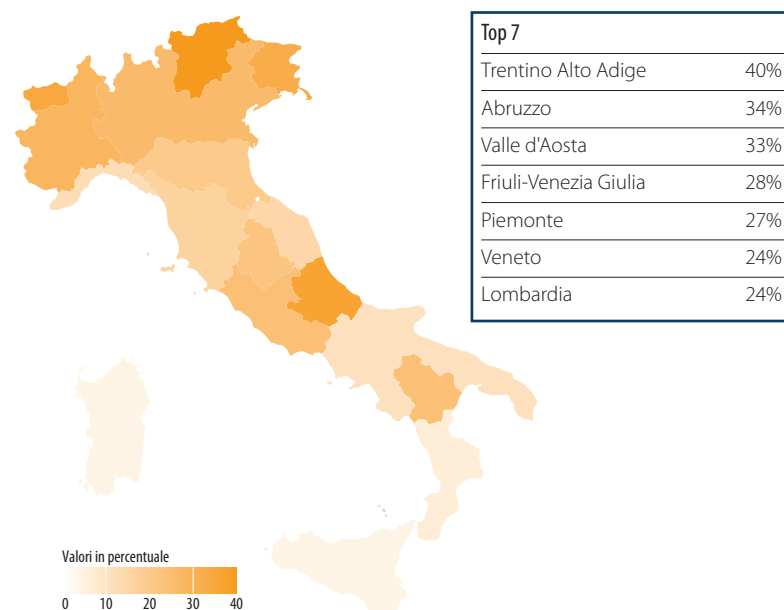 Top 7
Trentino Alto Adige 40%
Abruzzo 34%
Valle d'Aosta 33%
Friuli-Venezia Giulia 28%
Piemonte 27%
Veneto 24%
Lombardia 24%
Valori in percentuale
0 10 20 30 40